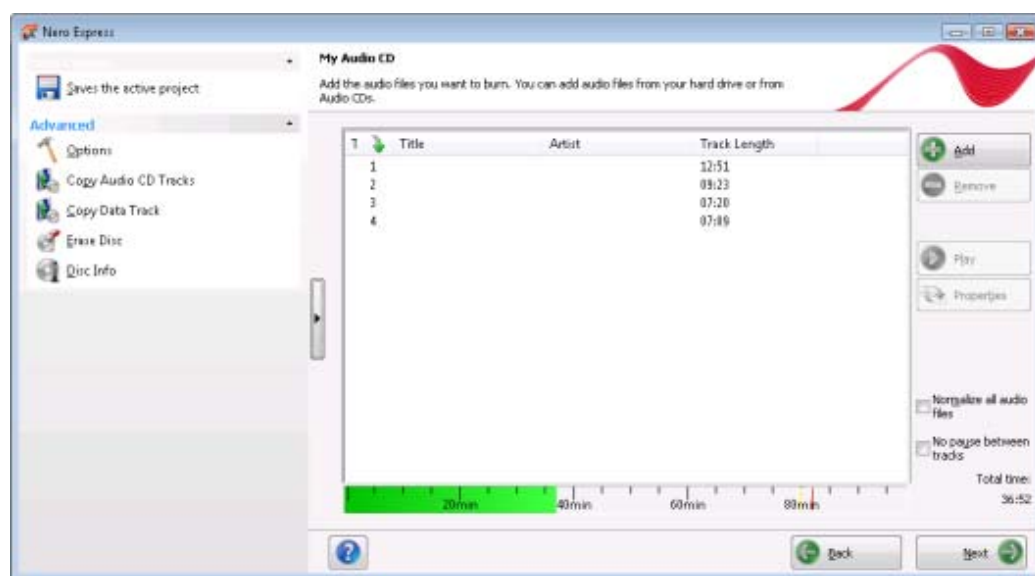 Nero Express
Saves the active project
Advanced
Options
Copy Audio CD Tracks
Copy Data Track
Erase Disc
Disc Info
My Audio CD
Add the audio files you want to burn. You can add audio files from your hard drive or from
Audio CDs.
T Title Artist Track Length
1 12:51
2 09:23
3 07:20
4 07:09
20min 40min 60min 80min
Add
Remove
Play
Properties
Normalize all audio
files
No pause between
tracks
Total time:
36:52
Back Next